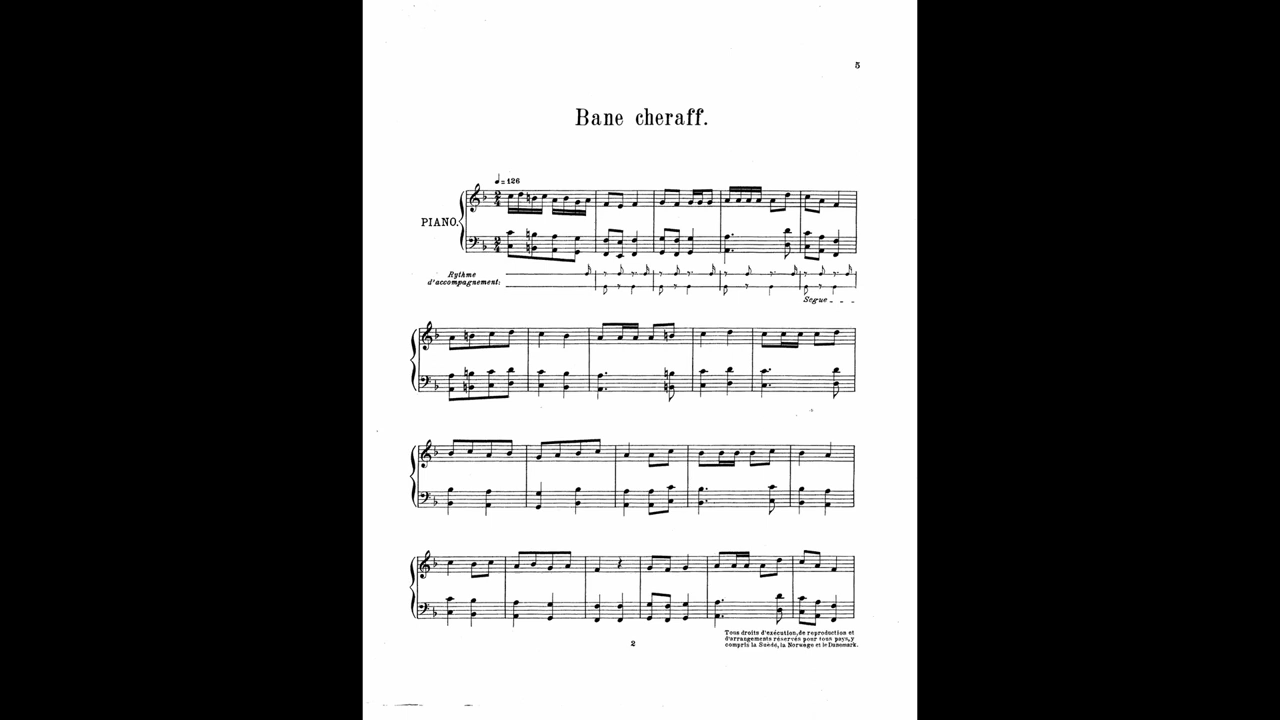 5
Bane cheraff.
♩= 126
PIANO.
Rythme
d'accompagnement:
Segue _ _ _
2
Tous droits d'exécution, de reproduction et
d'arrangements réservés pour tous pays, y
compris la Suède, la Norwège et le Danemark.